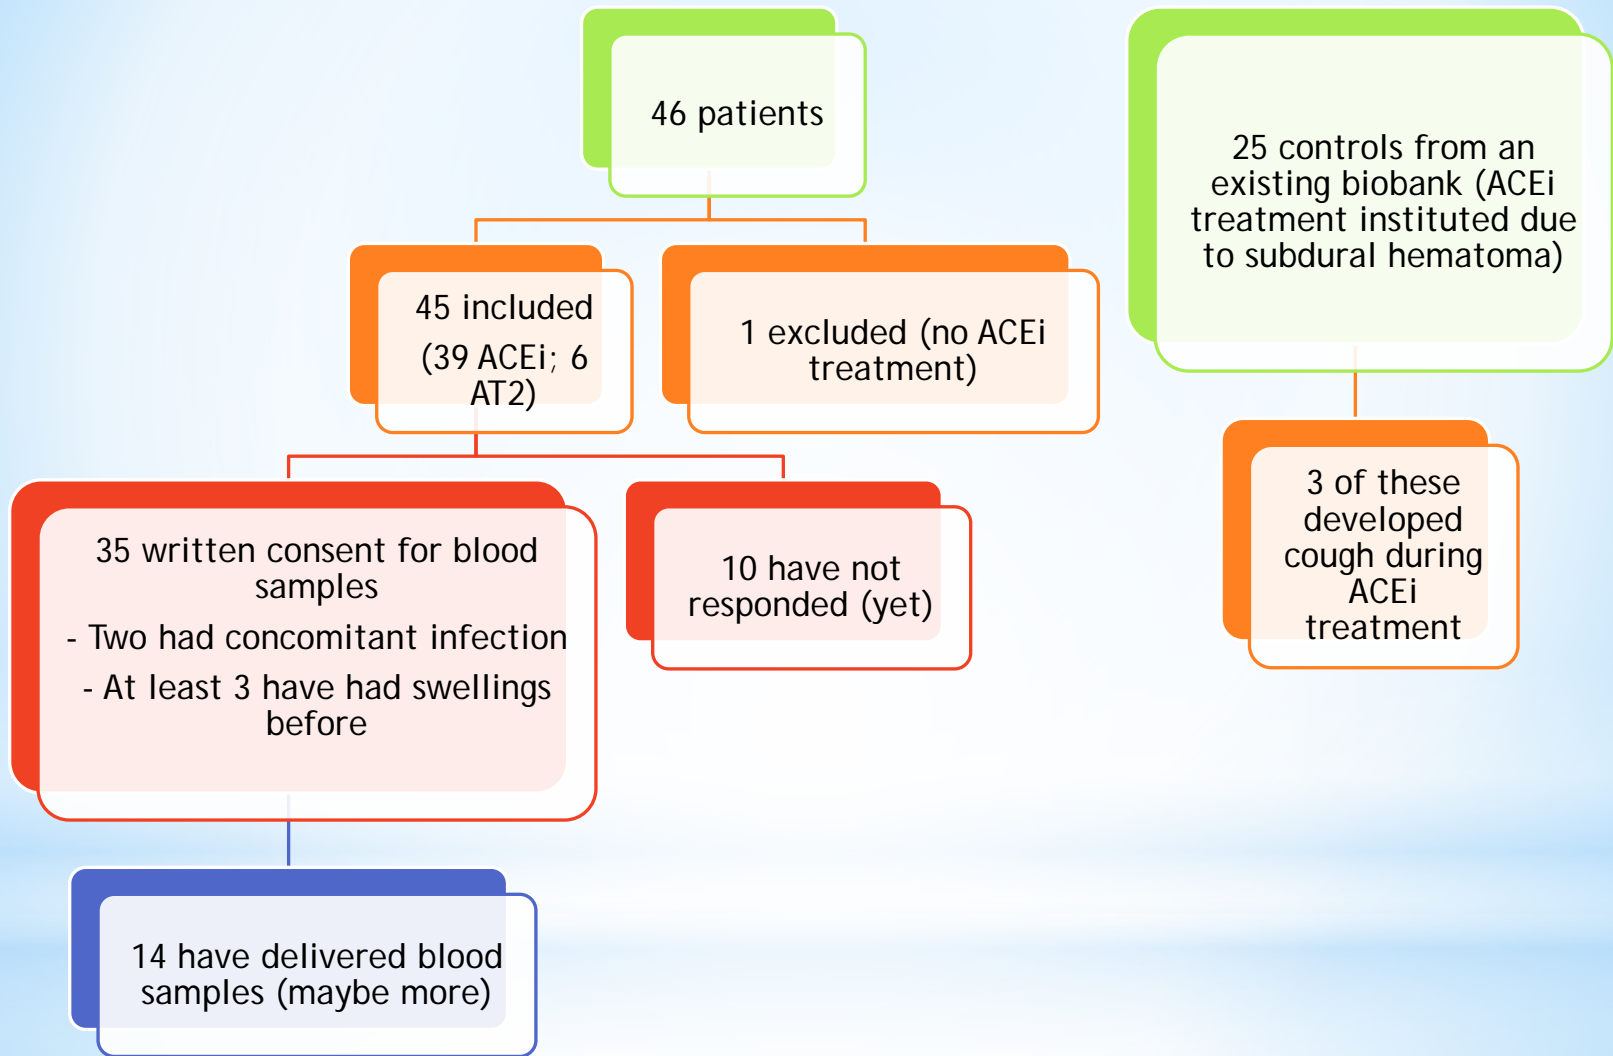 46 patients
45 included
(39 ACEi; 6
AT2)
1 excluded (no ACEi
treatment)
35 written consent for blood
samples
- Two had concomitant infection
- At least 3 have had swellings
before
10 have not
responded (yet)
14 have delivered blood
samples (maybe more)
25 controls from an
existing biobank (ACEi
treatment instituted due
to subdural hematoma)
3 of these
developed
cough during
ACEi
treatment